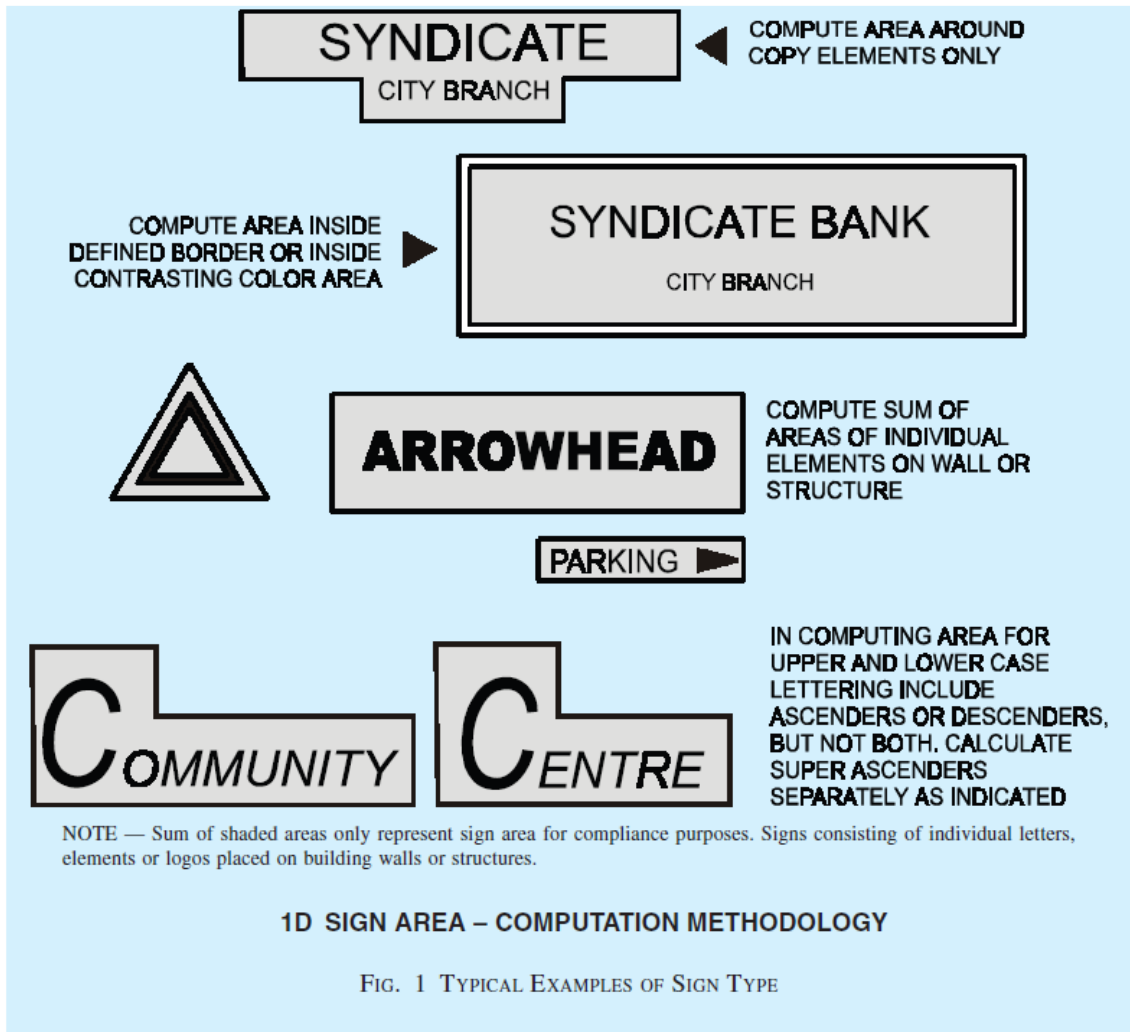 SYNDICATE
CITY BRANCH
COMPUTE AREA AROUND
COPY ELEMENTS ONLY
COMPUTE AREA INSIDE
DEFINED BORDER OR INSIDE
CONTRASTING COLOR AREA
SYNDICATE BANK
CITY BRANCH
ARROWHEAD
COMPUTE SUM OF
AREAS OF INDIVIDUAL
ELEMENTS ON WALL OR
STRUCTURE
PARKING
COMMUNITY
CENTRE
IN COMPUTING AREA FOR
UPPER AND LOWER CASE
LETTERING INCLUDE
ASCENDERS OR DESCENDERS,
BUT NOT BOTH. CALCULATE
SUPER ASCENDERS
SEPARATELY AS INDICATED
NOTE — Sum of shaded areas only represent sign area for compliance purposes. Signs consisting of individual letters,
elements or logos placed on building walls or structures.
1D SIGN AREA – COMPUTATION METHODOLOGY
FIG. 1 TYPICAL EXAMPLES OF SIGN TYPE